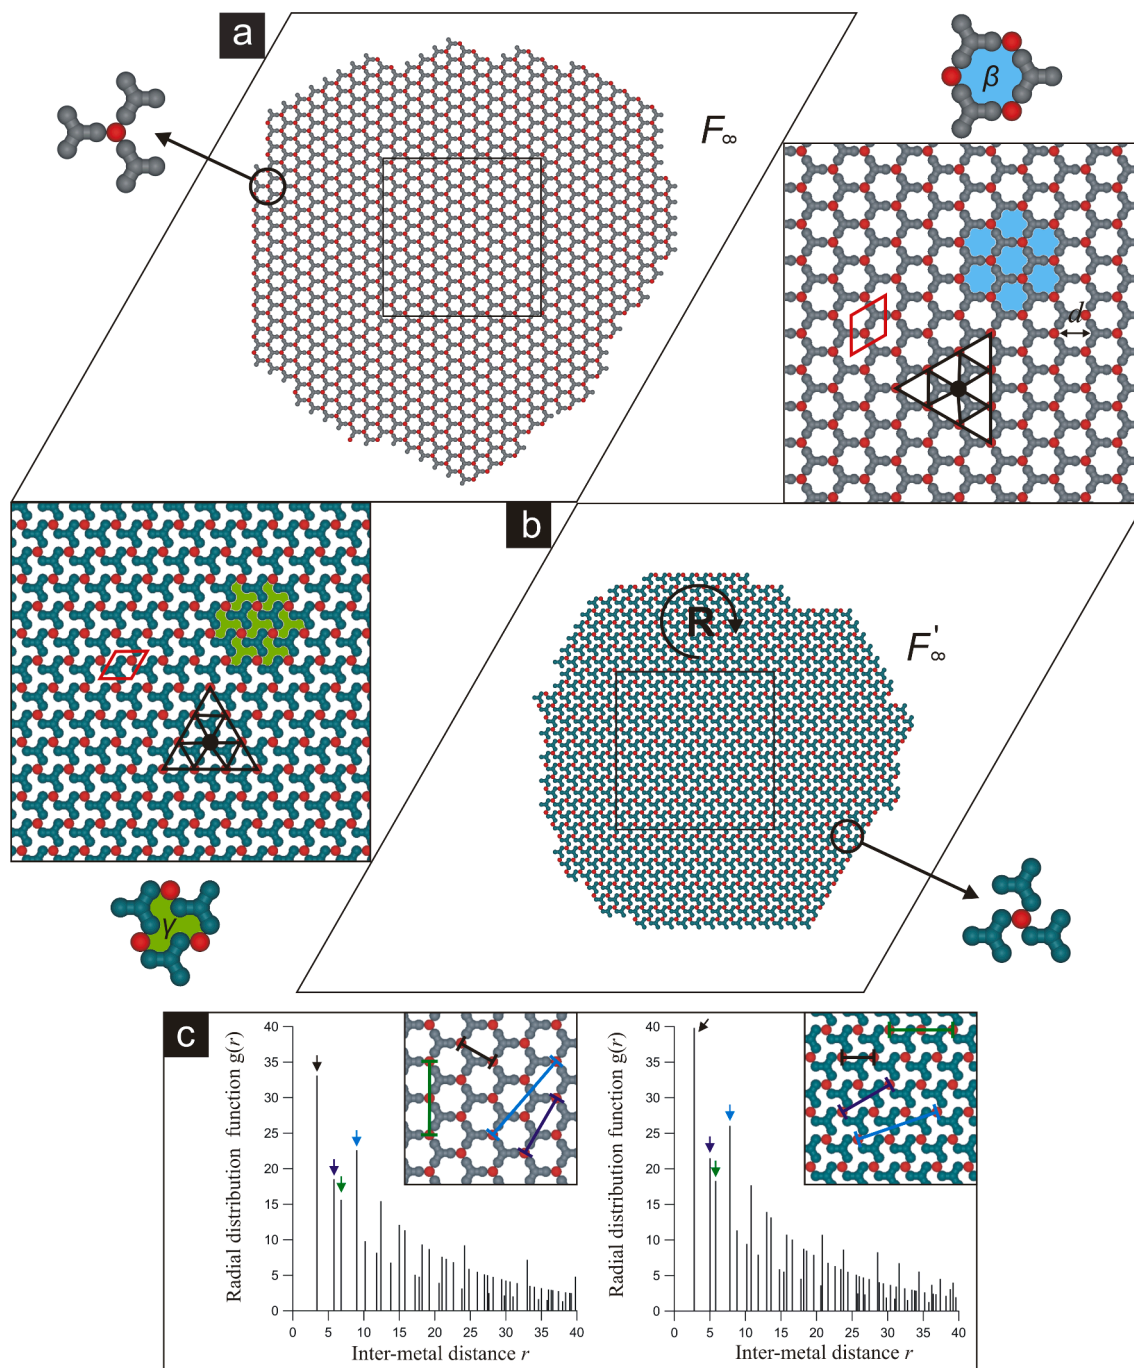 a
F∞
β
d
b
R
F'∞
γ
c
Radial distribution function g(r)
40
35
30
25
20
15
10
5
0
0 5 10 15 20 25 30 35 40
Inter-metal distance r
Radial distribution function g(r)
40
35
30
25
20
15
10
5
0
0 5 10 15 20 25 30 35 40
Inter-metal distance r